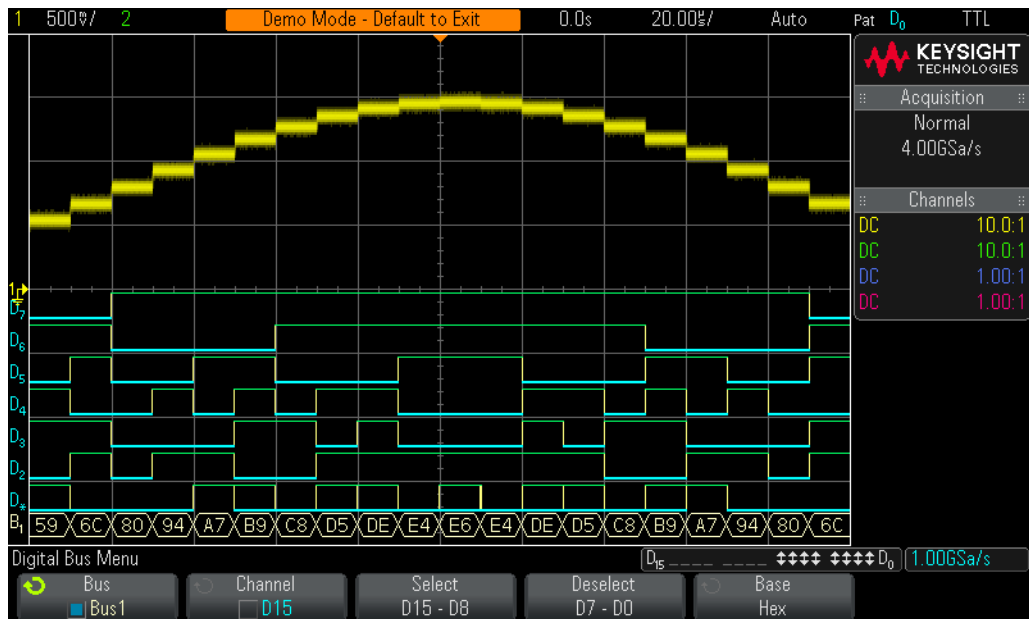 1 500㎷/ 2 Demo Mode - Default to Exit 0.0s 20.00㎲/ Auto Pat D₀ TTL
KEYSIGHT
TECHNOLOGIES
Acquisition
Normal
4.00GSa/s
Channels
DC 10.0:1
DC 10.0:1
DC 1.00:1
DC 1.00:1
1
D₇
D₆
D₅
D₄
D₃
D₂
D*
B₁ 59 6C 80 94 A7 B9 C8 D5 DE E4 E6 E4 DE D5 C8 B9 A7 94 80 6C
Digital Bus Menu D₁₅ ____ ____ ↕↕↕↕ ↕↕↕↕ D₀ 1.00GSa/s
Bus Channel Select Deselect Base
Bus1 D15 D15 - D8 D7 - D0 Hex